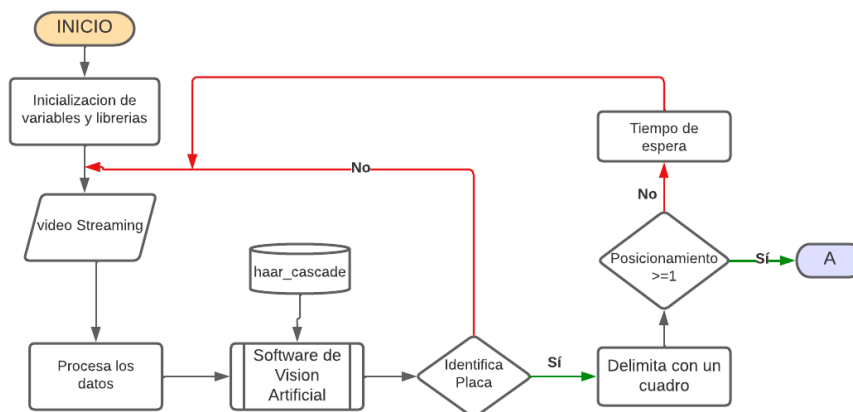 INICIO
Inicializacion de
variables y librerias
video Streaming
Procesa los
datos
haar_cascade
Software de
Vision
Artificial
Identifica
Placa
No
Sí
Delimita con un
cuadro
Posicionamiento
>=1
No
Tiempo de
espera
Sí
A